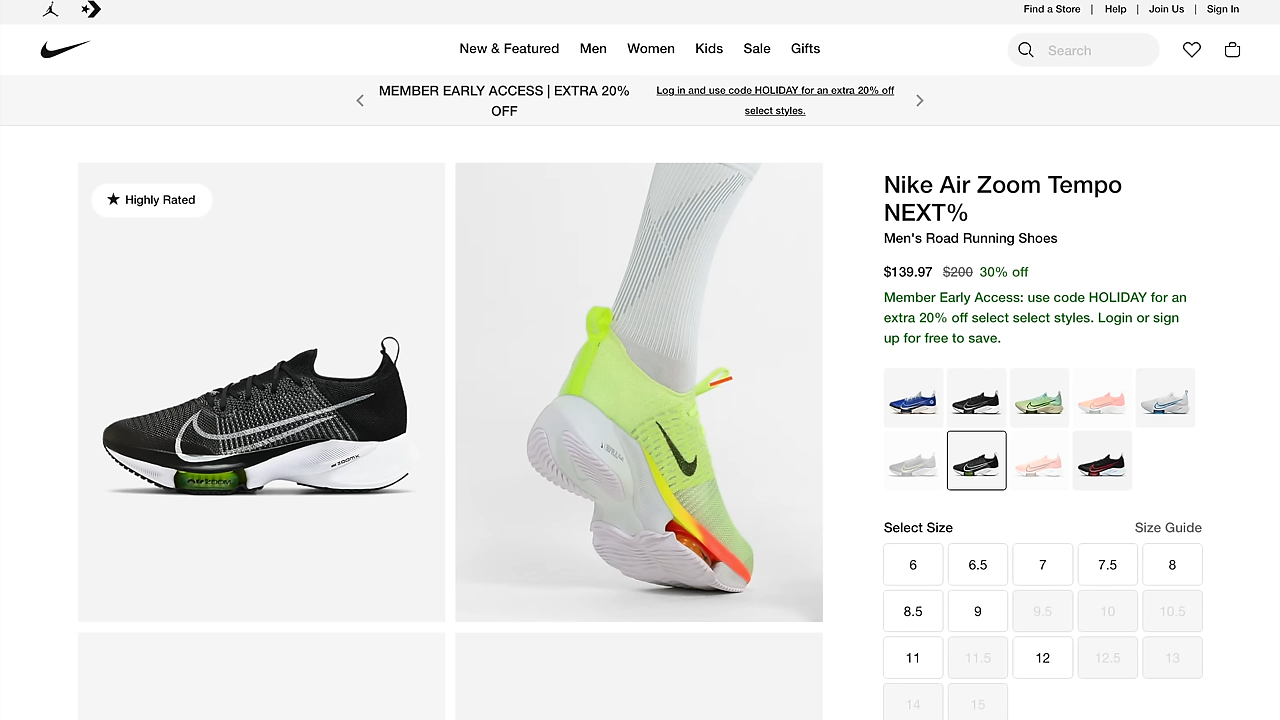 Find a Store | Help | Join Us | Sign In
New & Featured Men Women Kids Sale Gifts
Search
MEMBER EARLY ACCESS | EXTRA 20%
OFF
Log in and use code HOLIDAY for an extra 20% off
select styles.
★ Highly Rated
Nike Air Zoom Tempo
NEXT%
Men's Road Running Shoes
$139.97 $200 30% off
Member Early Access: use code HOLIDAY for an
extra 20% off select select styles. Login or sign
up for free to save.
Select Size Size Guide
6 6.5 7 7.5 8
8.5 9 9.5 10 10.5
11 11.5 12 12.5 13
14 15